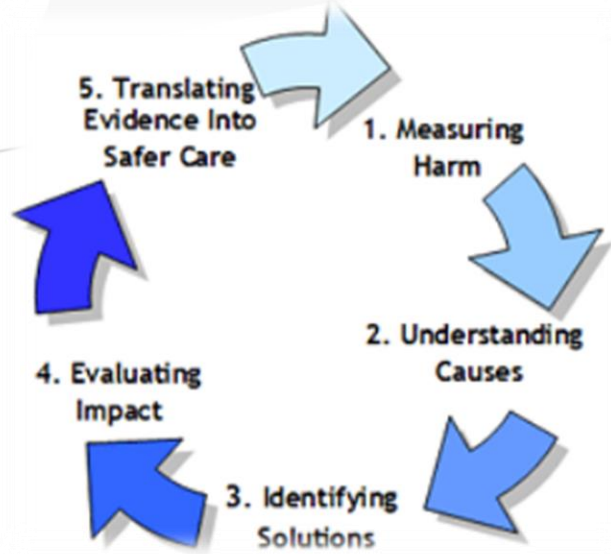 5. Translating
Evidence Into
Safer Care
1. Measuring
Harm
2. Understanding
Causes
3. Identifying
Solutions
4. Evaluating
Impact